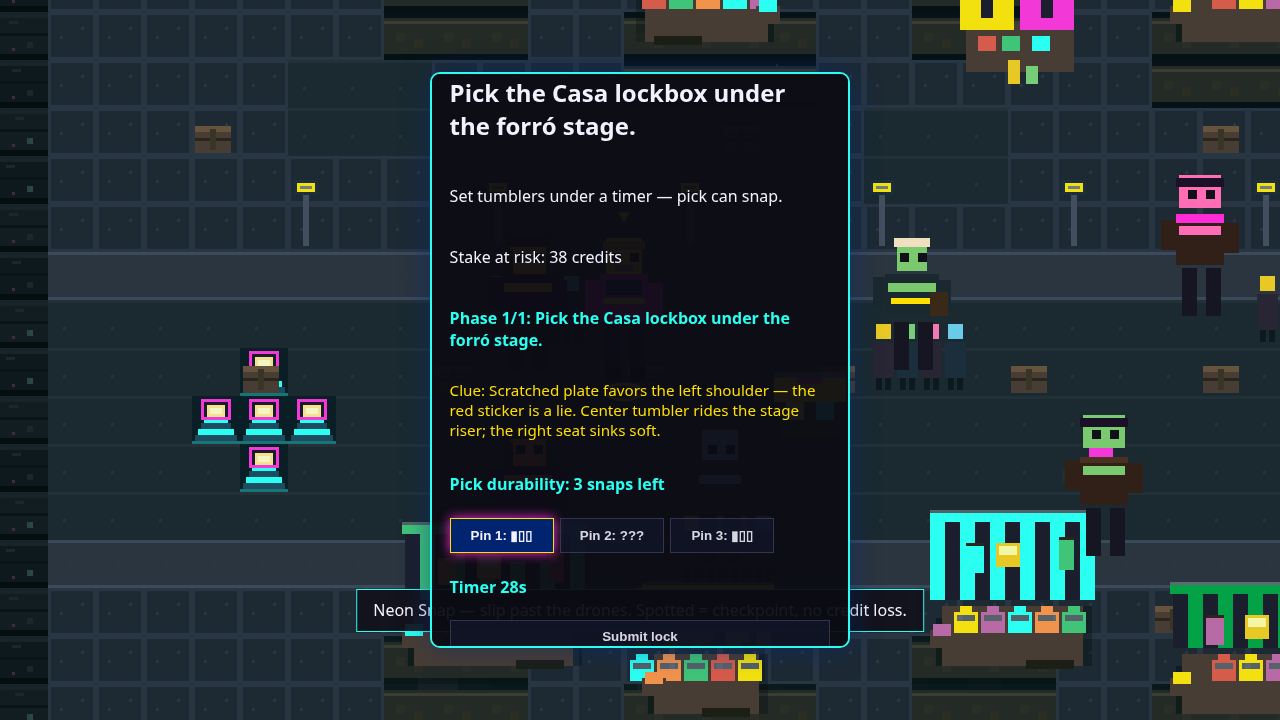 Pick the Casa lockbox under
the forró stage.
Set tumblers under a timer — pick can snap.
Stake at risk: 38 credits
Phase 1/1: Pick the Casa lockbox under the
forró stage.
Clue: Scratched plate favors the left shoulder — the
red sticker is a lie. Center tumbler rides the stage
riser; the right seat sinks soft.
Pick durability: 3 snaps left
Pin 1: ▮▯▯ Pin 2: ??? Pin 3: ▮▯▯
Timer 28s
Neon Snap — slip past the drones. Spotted = checkpoint, no credit loss.
Submit lock